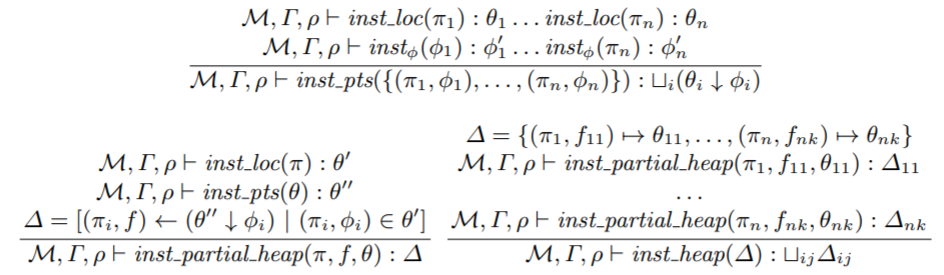 ℳ, Γ, ρ ⊢ inst_loc(π₁) : θ₁ … inst_loc(πₙ) : θₙ
ℳ, Γ, ρ ⊢ inst_ϕ(ϕ₁) : ϕ′₁ … inst_ϕ(πₙ) : ϕ′ₙ
ℳ, Γ, ρ ⊢ inst_pts({(π₁, ϕ₁), …, (πₙ, ϕₙ)}) : ⊔ᵢ(θᵢ ↓ ϕᵢ)
ℳ, Γ, ρ ⊢ inst_loc(π) : θ′
ℳ, Γ, ρ ⊢ inst_pts(θ) : θ″
Δ = [(πᵢ, f) ← (θ″ ↓ ϕᵢ) | (πᵢ, ϕᵢ) ∈ θ′]
ℳ, Γ, ρ ⊢ inst_partial_heap(π, f, θ) : Δ
Δ = {(π₁, f₁₁) ↦ θ₁₁, …, (πₙ, fₙₖ) ↦ θₙₖ}
ℳ, Γ, ρ ⊢ inst_partial_heap(π₁, f₁₁, θ₁₁) : Δ₁₁
…
ℳ, Γ, ρ ⊢ inst_partial_heap(πₙ, fₙₖ, θₙₖ) : Δₙₖ
ℳ, Γ, ρ ⊢ inst_heap(Δ) : ⊔ᵢⱼΔᵢⱼ